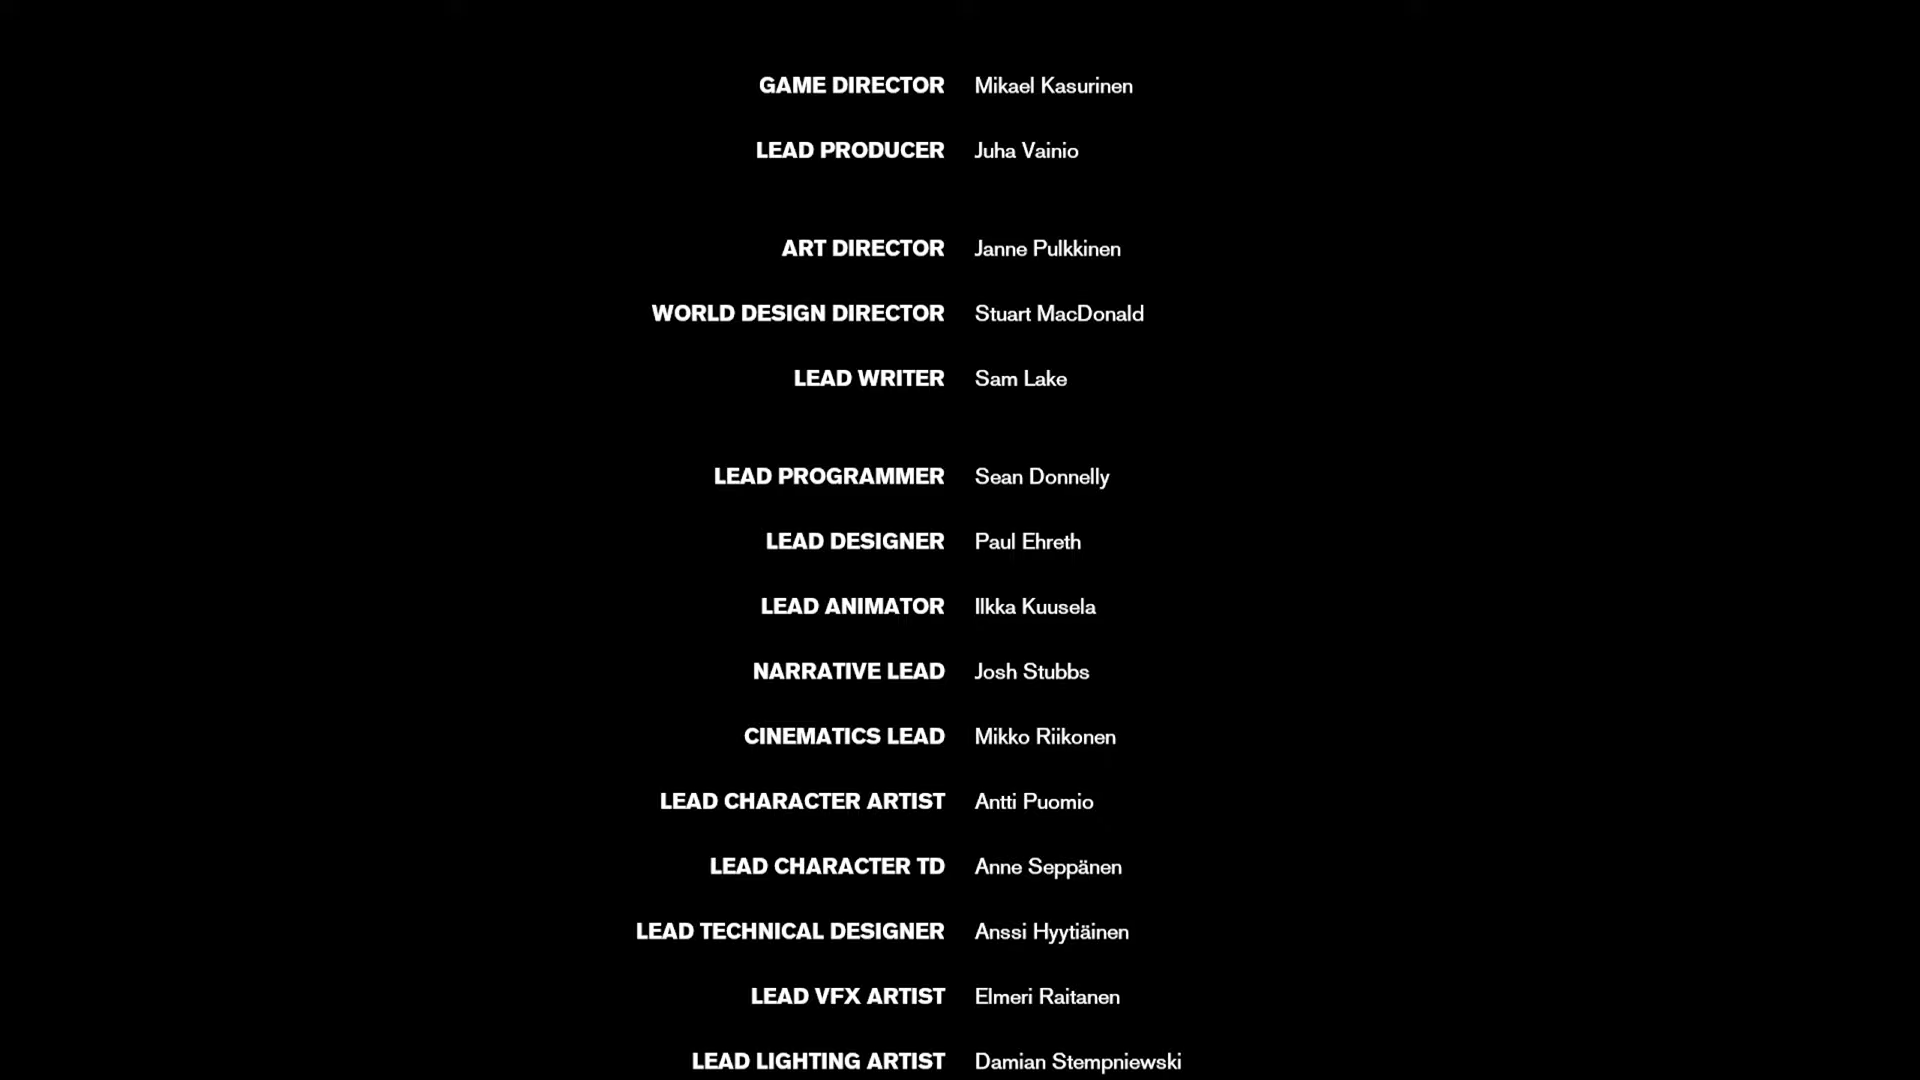 GAME DIRECTOR Mikael Kasurinen
LEAD PRODUCER Juha Vainio
ART DIRECTOR Janne Pulkkinen
WORLD DESIGN DIRECTOR Stuart MacDonald
LEAD WRITER Sam Lake
LEAD PROGRAMMER Sean Donnelly
LEAD DESIGNER Paul Ehreth
LEAD ANIMATOR Ilkka Kuusela
NARRATIVE LEAD Josh Stubbs
CINEMATICS LEAD Mikko Riikonen
LEAD CHARACTER ARTIST Antti Puomio
LEAD CHARACTER TD Anne Seppänen
LEAD TECHNICAL DESIGNER Anssi Hyytiäinen
LEAD VFX ARTIST Elmeri Raitanen
LEAD LIGHTING ARTIST Damian Stempniewski